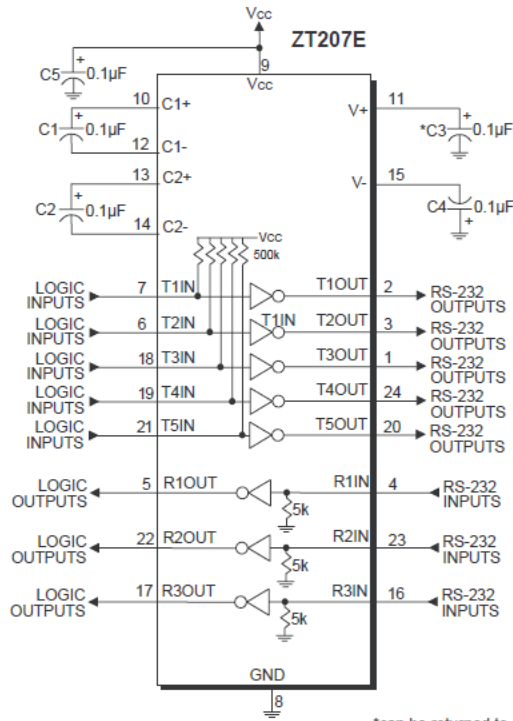 Vcc
ZT207E
9
Vcc
C5 + 0.1µF
10 C1+
C1 + 0.1µF
12 C1-
13 C2+
C2 + 0.1µF
14 C2-
V+ 11
+ *C3 0.1µF
V- 15
C4 0.1µF +
Vcc
500k
LOGIC INPUTS 7 T1IN T1OUT 2 RS-232 OUTPUTS
LOGIC INPUTS 6 T2IN T1IN T2OUT 3 RS-232 OUTPUTS
LOGIC INPUTS 18 T3IN T3OUT 1 RS-232 OUTPUTS
LOGIC INPUTS 19 T4IN T4OUT 24 RS-232 OUTPUTS
LOGIC INPUTS 21 T5IN T5OUT 20 RS-232 OUTPUTS
LOGIC OUTPUTS 5 R1OUT R1IN 4 RS-232 INPUTS
5k
LOGIC OUTPUTS 22 R2OUT R2IN 23 RS-232 INPUTS
5k
LOGIC OUTPUTS 17 R3OUT R3IN 16 RS-232 INPUTS
5k
GND
8